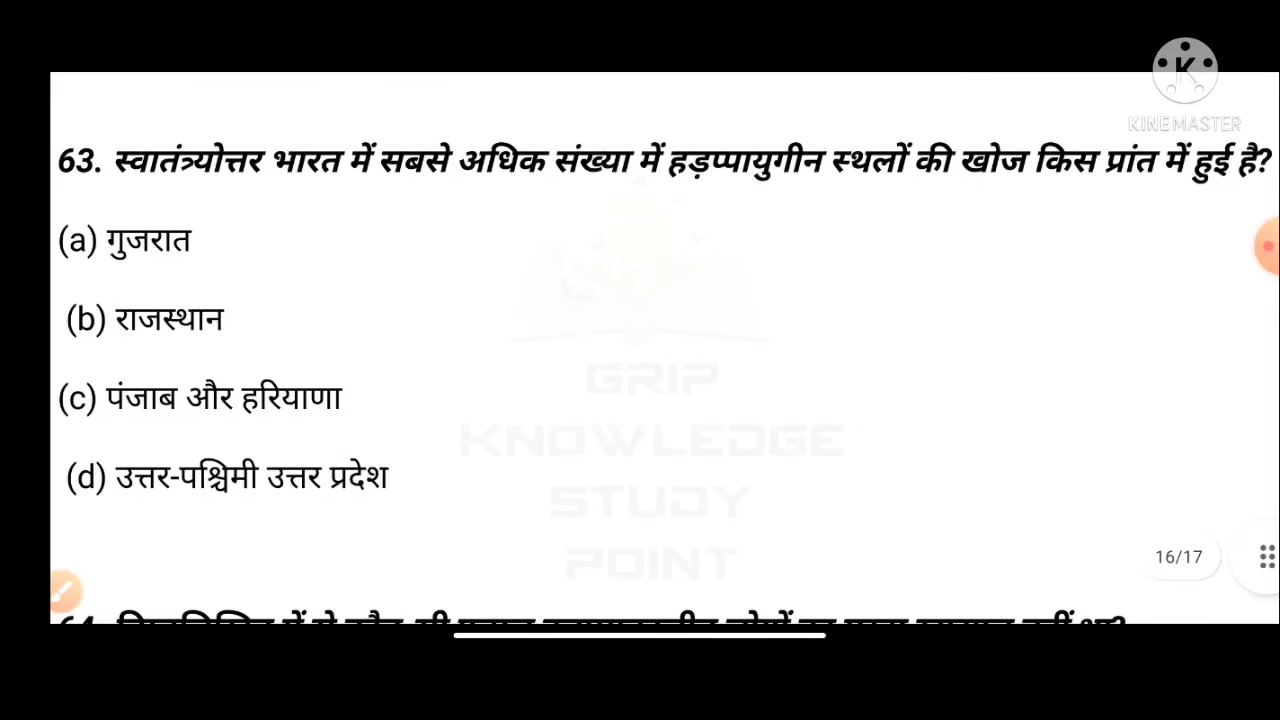 KINEMASTER
63. स्वातंत्र्योत्तर भारत में सबसे अधिक संख्या में हड़प्पायुगीन स्थलों की खोज किस प्रांत में हुई है?
(a) गुजरात
(b) राजस्थान
(c) पंजाब और हरियाणा
(d) उत्तर-पश्चिमी उत्तर प्रदेश
GRIP
KNOWLEDGE
STUDY
POINT
16/17